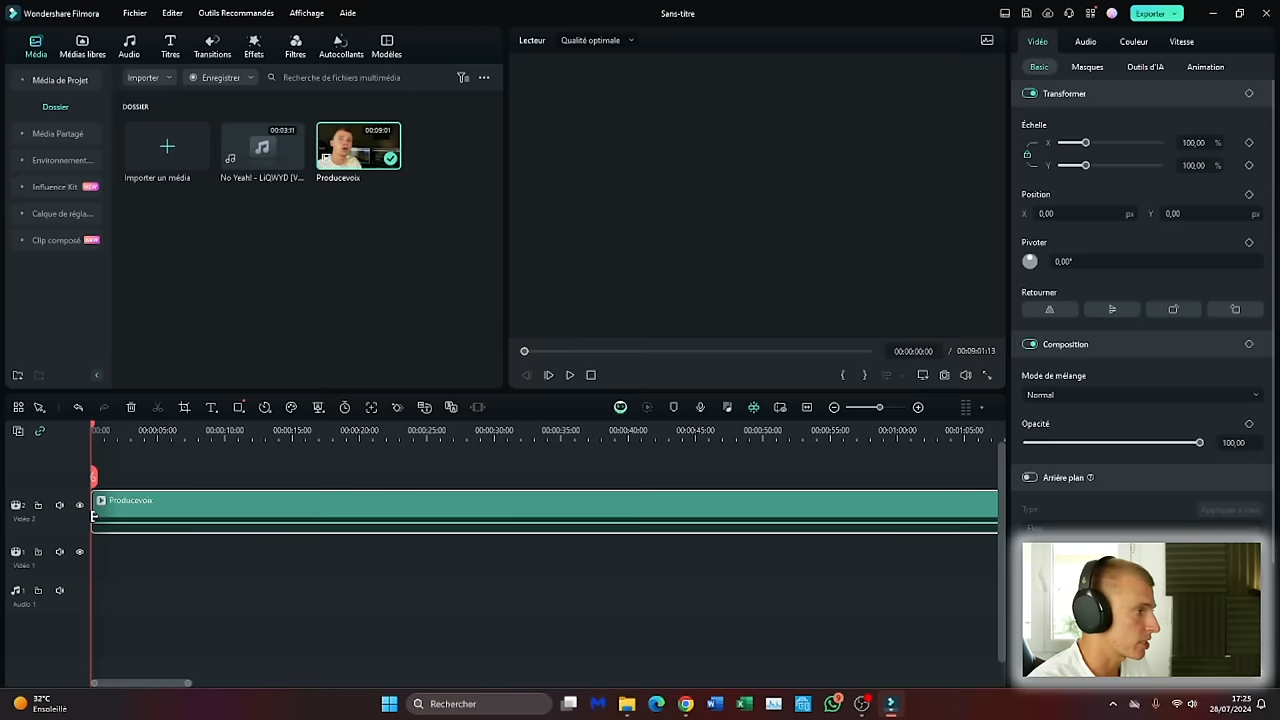 Wondershare Filmora
Fichier
Editer
Outils Recommandés
Affichage
Aide
Sans-titre
Exporter
Média
Médias libres
Audio
Titres
Transitions
Effets
Filtres
Autocollants
Modèles
Lecteur
Qualité optimale
Vidéo
Audio
Couleur
Vitesse
Média de Projet
Importer
Enregistrer
Recherche de fichiers multimédia
Basic
Masques
Outils d'IA
Animation
Dossier
DOSSIER
Transformer
Média Partagé
00:03:11
00:09:01
Échelle
Environnement...
X
100,00
%
Influence Kit
NEW
Importer un média
No Yeah! - LiQWYD [V...
Producevoix
Y
100,00
%
Calque de régla...
Position
Clip composé
NEW
X
0,00
px
Y
0,00
px
Pivoter
0,00°
Retourner
Composition
00:00:00:00
/
00:09:01:13
Mode de mélange
Normal
Opacité
100,00
00:00
00:00:05:00
00:00:10:00
00:00:15:00
00:00:20:00
00:00:25:00
00:00:30:00
00:00:35:00
00:00:40:00
00:00:45:00
00:00:50:00
00:00:55:00
00:01:00:00
00:01:05:00
Arrière plan
Type
Appliquer à tous
Flou
Producevoix
2
Vidéo 2
1
Vidéo 1
1
Audio 1
32°C
Ensoleillé
Rechercher
17:25
28/07/2024